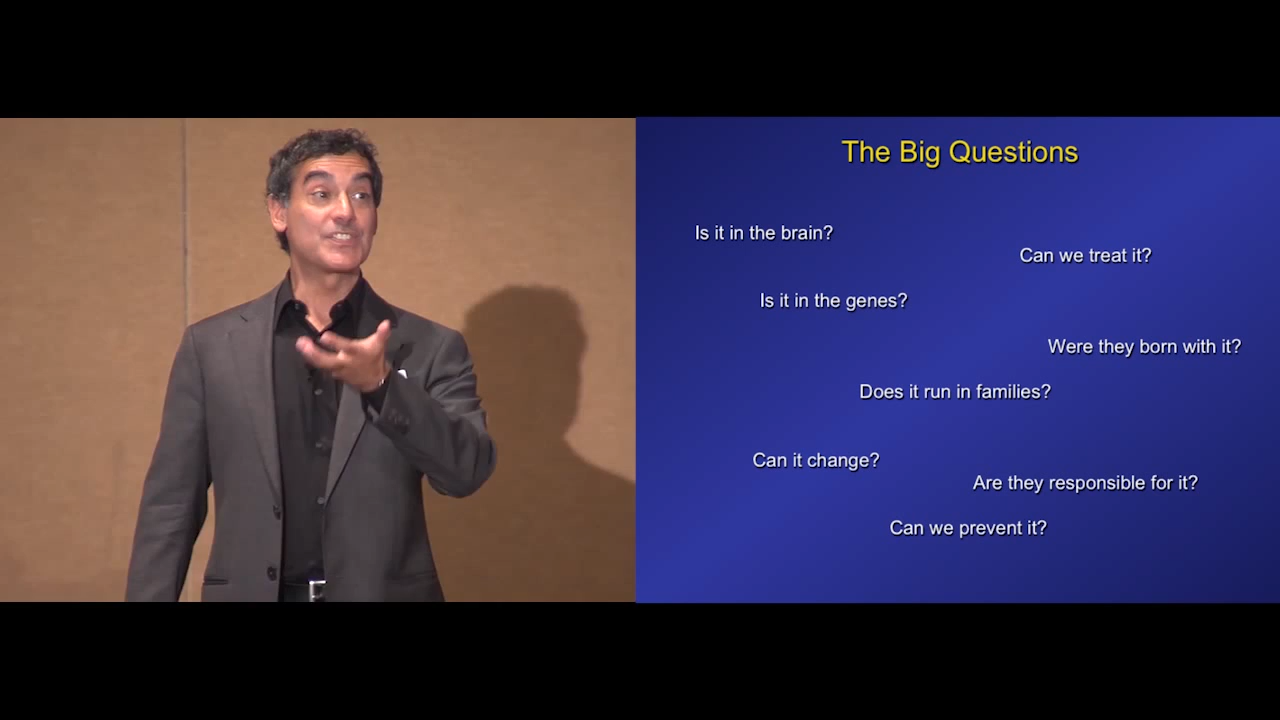 The Big Questions
Is it in the brain?
Can we treat it?
Is it in the genes?
Were they born with it?
Does it run in families?
Can it change?
Are they responsible for it?
Can we prevent it?